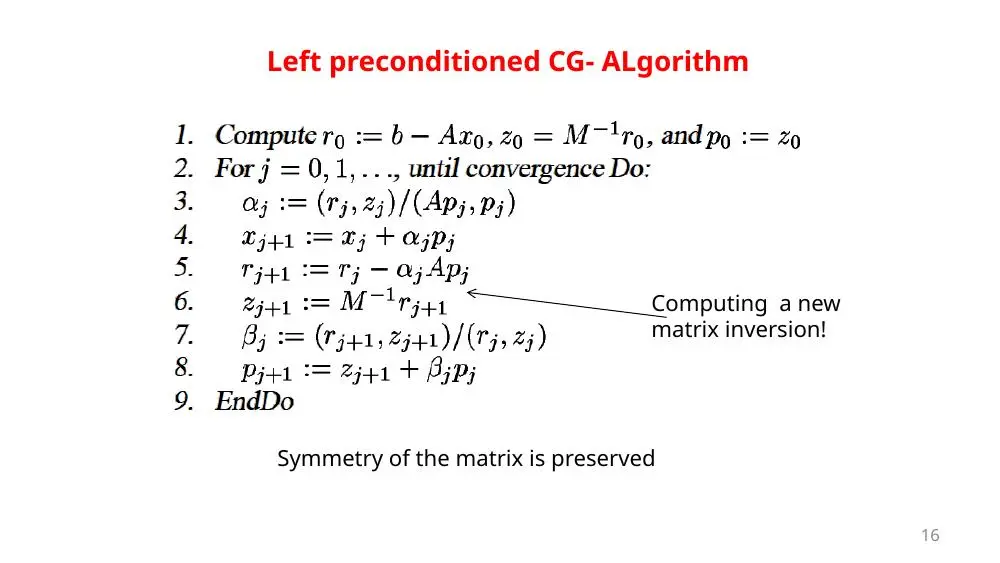 Left preconditioned CG- ALgorithm
1. Compute r₀ := b − Ax₀, z₀ = M⁻¹r₀, and p₀ := z₀
2. For j = 0, 1, . . ., until convergence Do:
3. αⱼ := (rⱼ, zⱼ)/(Apⱼ, pⱼ)
4. xⱼ₊₁ := xⱼ + αⱼpⱼ
5. rⱼ₊₁ := rⱼ − αⱼApⱼ
6. zⱼ₊₁ := M⁻¹rⱼ₊₁
7. βⱼ := (rⱼ₊₁, zⱼ₊₁)/(rⱼ, zⱼ)
8. pⱼ₊₁ := zⱼ₊₁ + βⱼpⱼ
9. EndDo
Computing a new
matrix inversion!
Symmetry of the matrix is preserved
16